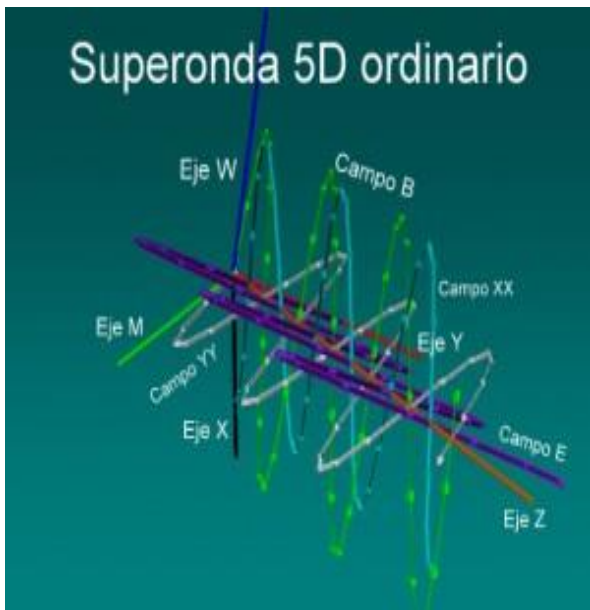 Superonda 5D ordinario
Eje W
Campo B
Campo XX
Eje M
Eje Y
Campo YY
Eje X
Campo E
Eje Z